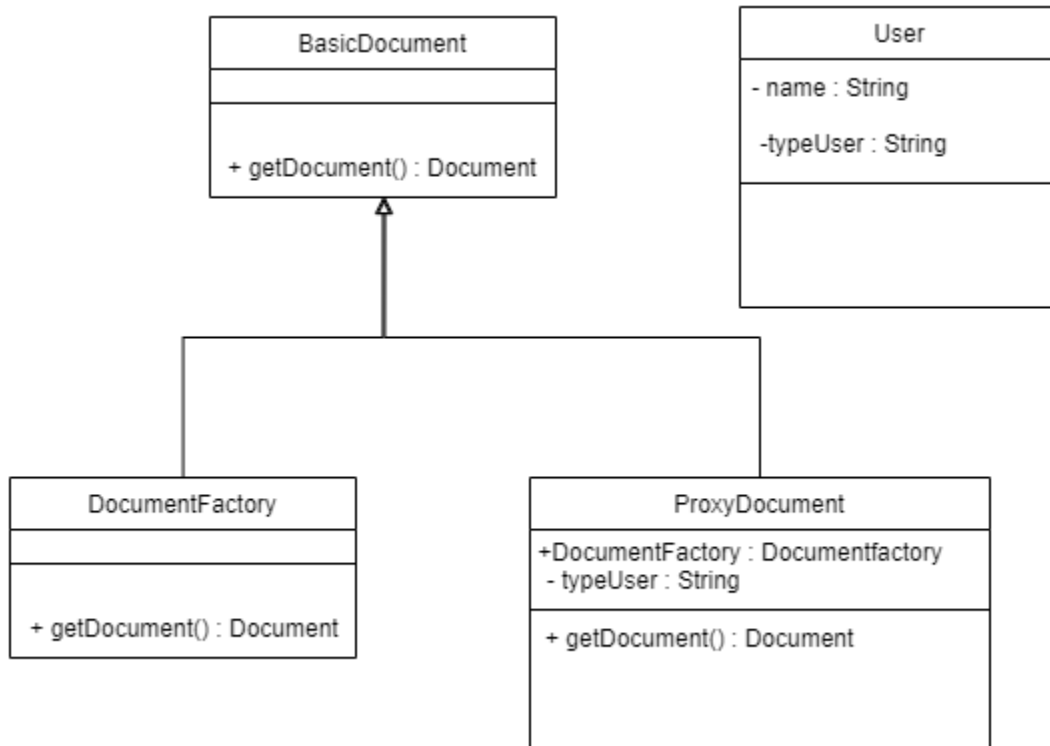 BasicDocument
+ getDocument() : Document
User
- name : String
-typeUser : String
DocumentFactory
+ getDocument() : Document
ProxyDocument
+DocumentFactory : Documentfactory
- typeUser : String
+ getDocument() : Document